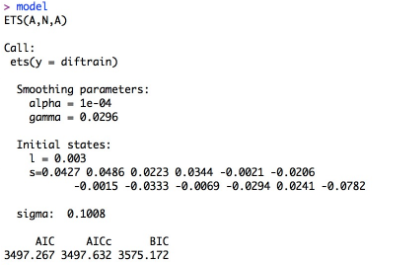 > model
ETS(A,N,A)
Call:
ets(y = diftrain)
Smoothing parameters:
alpha = 1e-04
gamma = 0.0296
Initial states:
l = 0.003
s=0.0427 0.0486 0.0223 0.0344 -0.0021 -0.0206
-0.0015 -0.0333 -0.0069 -0.0294 0.0241 -0.0782
sigma: 0.1008
AIC AICc BIC
3497.267 3497.632 3575.172